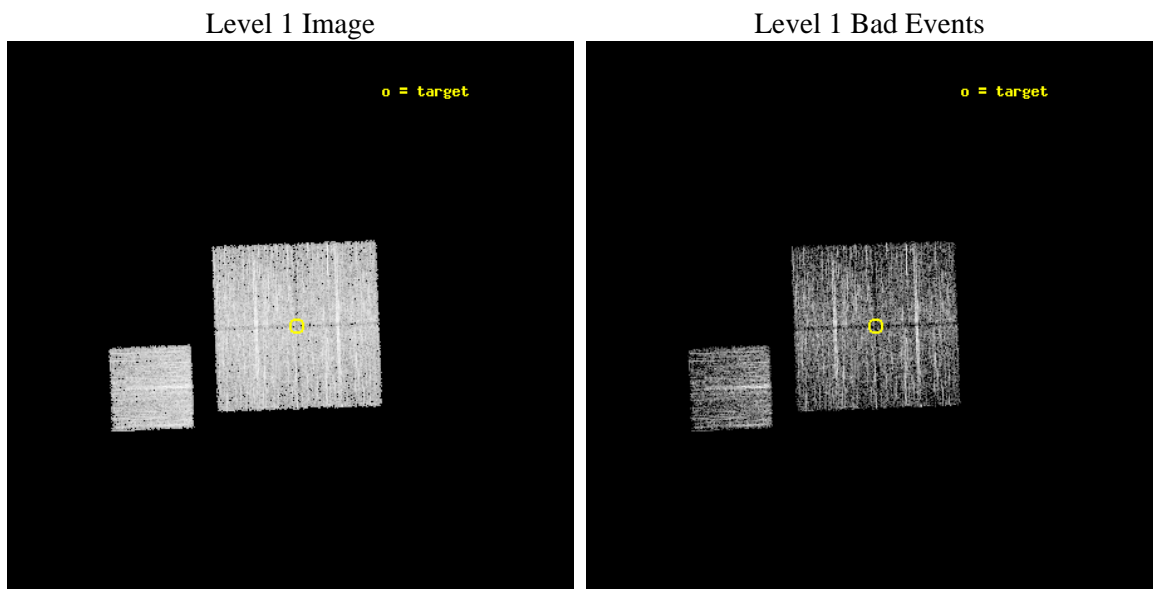 Level 1 Image
Level 1 Bad Events
o = target
o = target